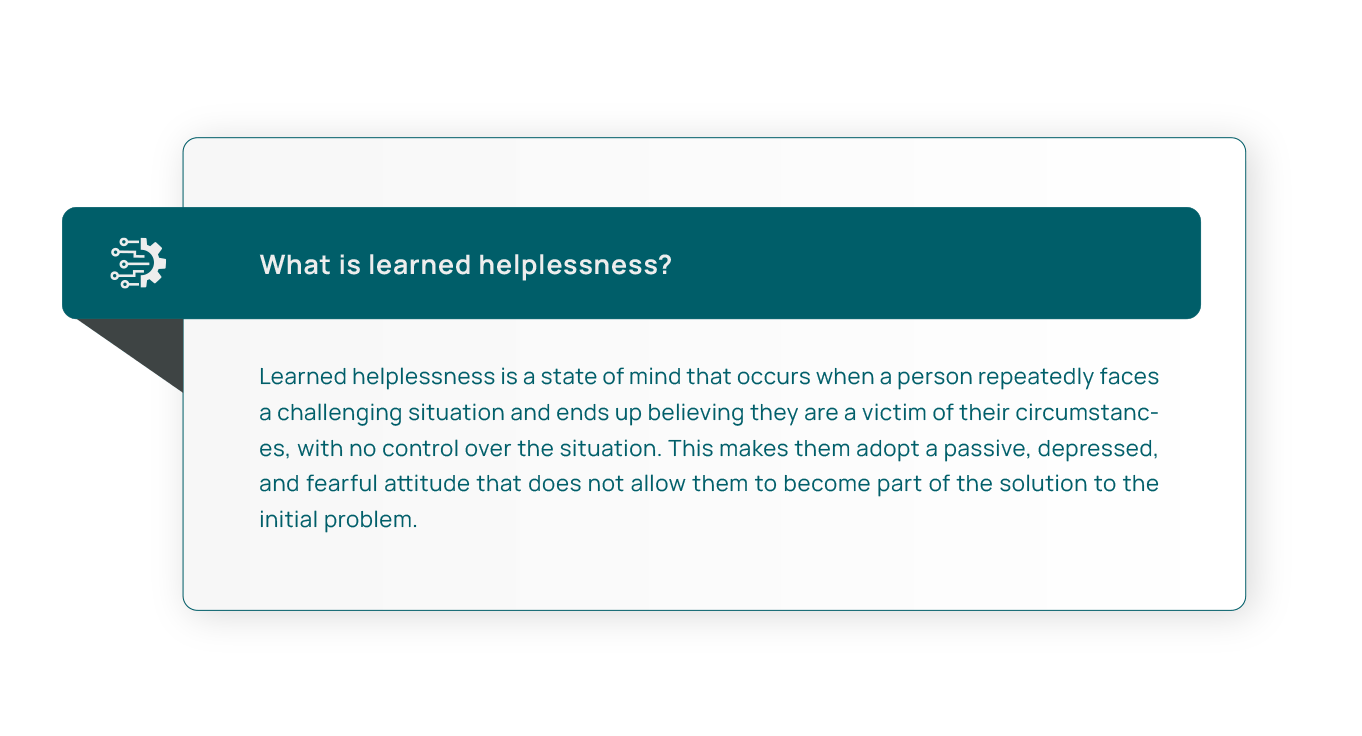 What is learned helplessness?
Learned helplessness is a state of mind that occurs when a person repeatedly faces
a challenging situation and ends up believing they are a victim of their circumstanc-
es, with no control over the situation. This makes them adopt a passive, depressed,
and fearful attitude that does not allow them to become part of the solution to the
initial problem.